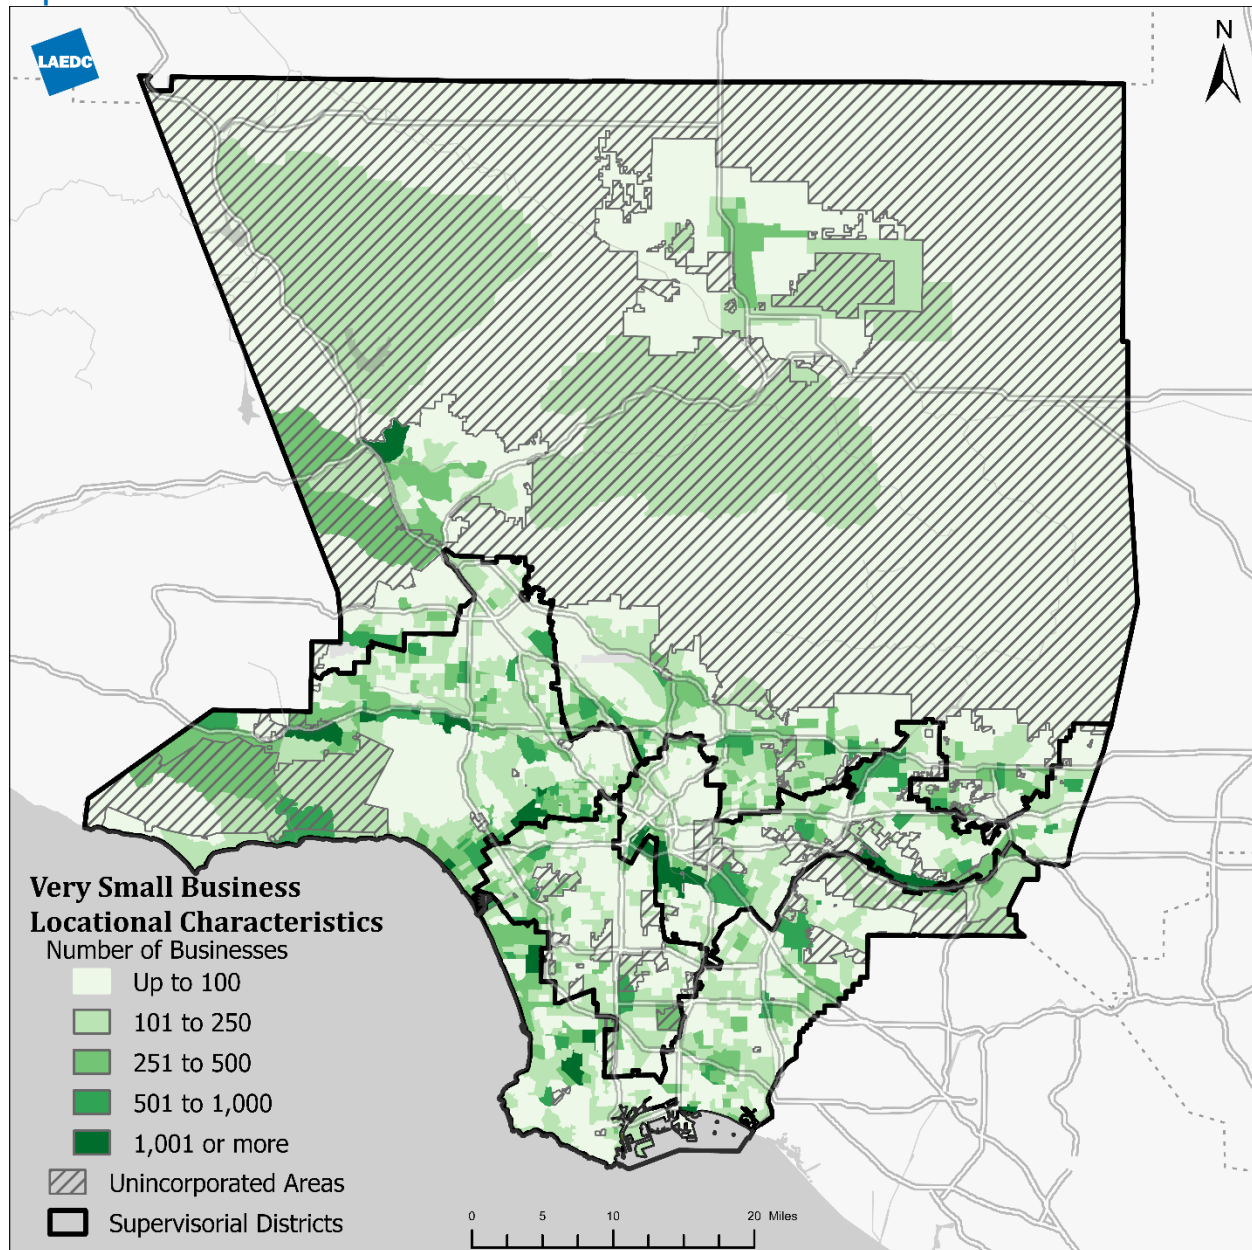 LAEDC
N
Very Small Business
Locational Characteristics
Number of Businesses
Up to 100
101 to 250
251 to 500
501 to 1,000
1,001 or more
Unincorporated Areas
Supervisorial Districts
0 5 10 20 Miles